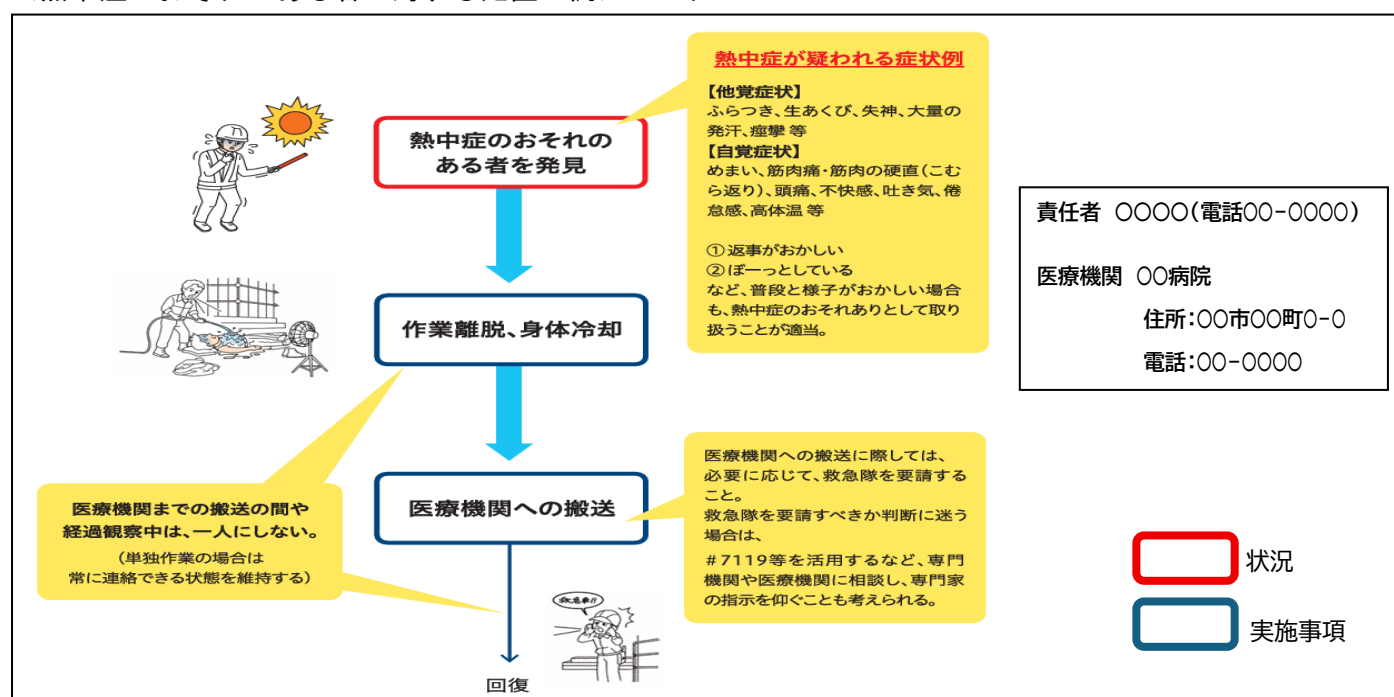 熱中症が疑われる症状例
【他覚症状】
ふらつき、生あくび、失神、大量の
発汗、痙攣 等
【自覚症状】
めまい、筋肉痛・筋肉の硬直(こむ
ら返り)、頭痛、不快感、吐き気、倦
怠感、高体温 等
①返事がおかしい
②ぼーっとしている
など、普段と様子がおかしい場合
も、熱中症のおそれありとして取り
扱うことが適当。
熱中症のおそれの
ある者を発見
責任者 〇〇〇〇(電話〇〇-〇〇〇〇)
医療機関 〇〇病院
住所:〇〇市〇〇町〇-〇
電話:〇〇-〇〇〇〇
作業離脱、身体冷却
医療機関への搬送
医療機関までの搬送の間や
経過観察中は、一人にしない。
(単独作業の場合は
常に連絡できる状態を維持する)
医療機関への搬送に際しては、
必要に応じて、救急隊を要請する
こと。
救急隊を要請すべきか判断に迷う
場合は、
#7119等を活用するなど、専門
機関や医療機関に相談し、専門家
の指示を仰ぐことも考えられる。
救急車!!
回復
状況
実施事項